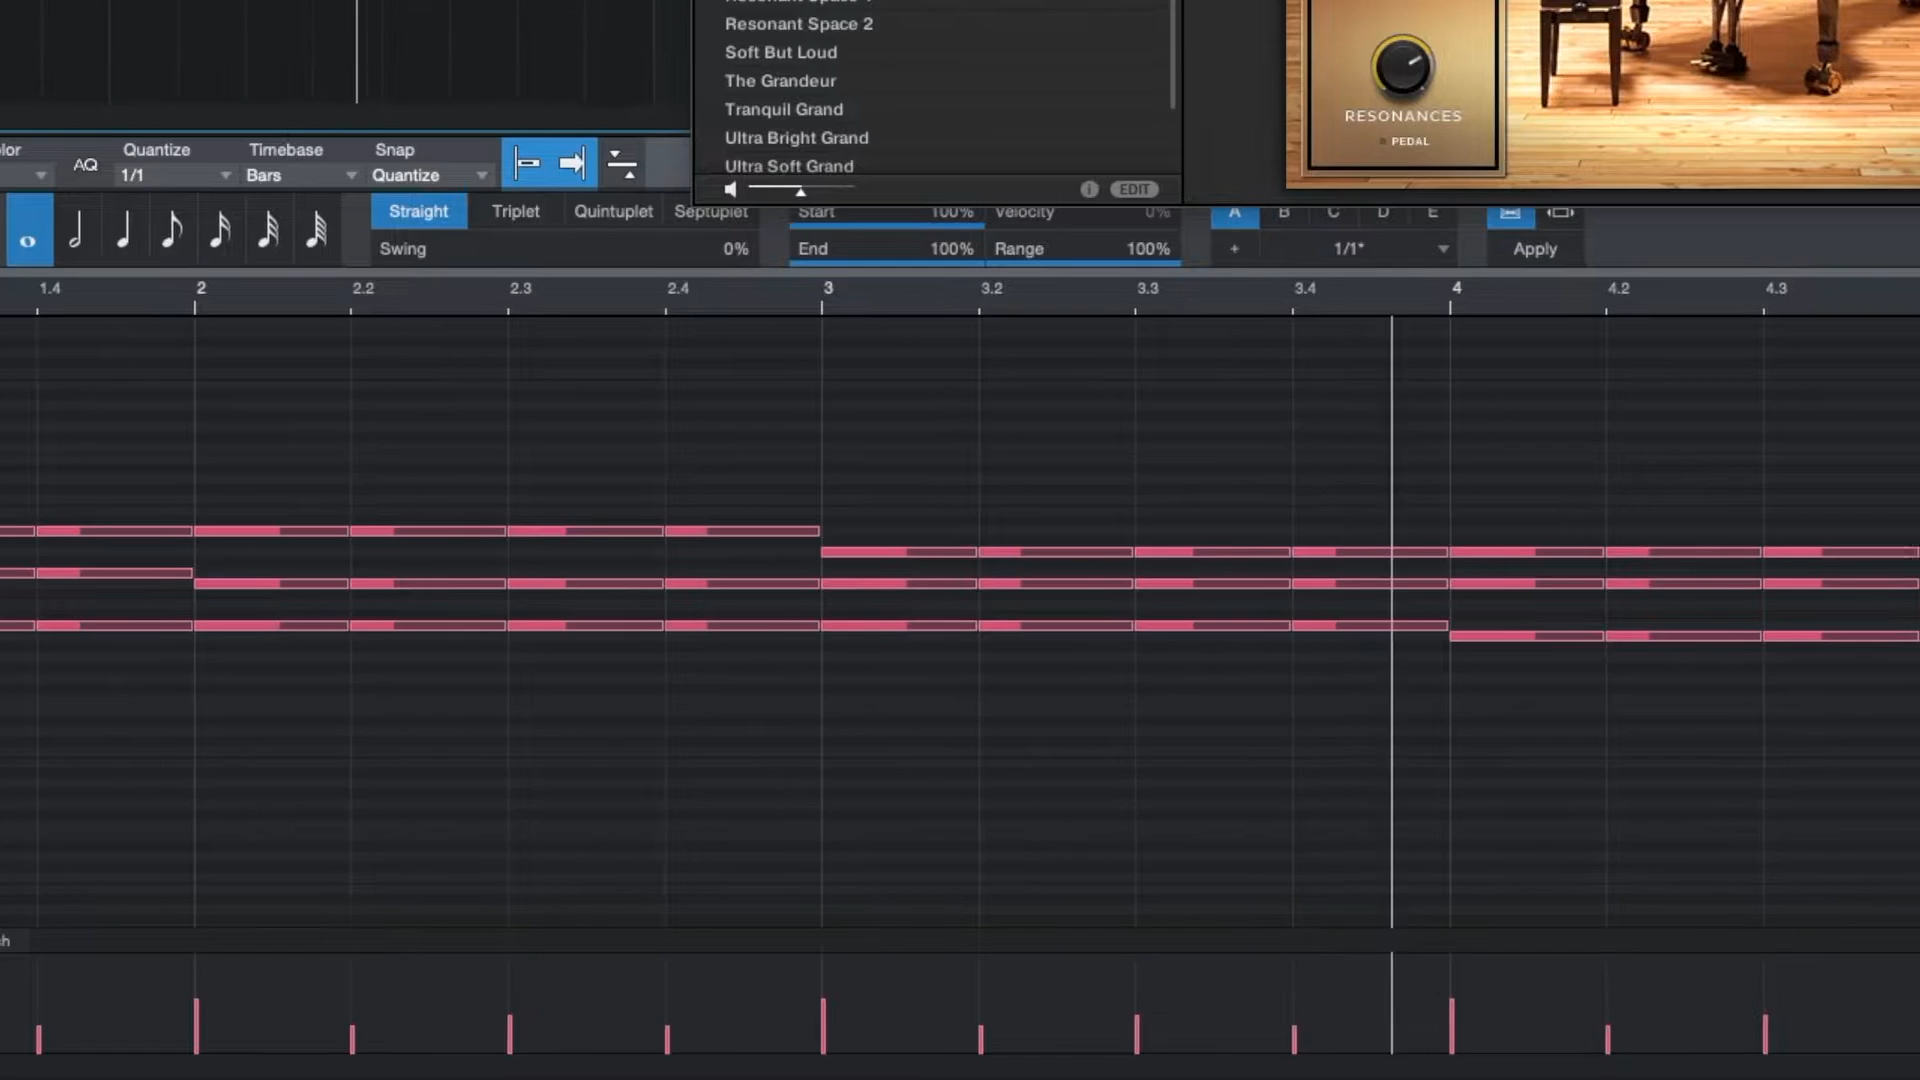 Resonant Space 2
Soft But Loud
The Grandeur
Tranquil Grand
Ultra Bright Grand
Ultra Soft Grand
EDIT
RESONANCES
PEDAL
AQ
Quantize
1/1
Timebase
Bars
Snap
Quantize
Straight
Triplet
Quintuplet
Septuplet
Swing 0%
Start 100%
Velocity 0%
End 100%
Range 100%
A B C D E
+ 1/1*
Apply
1.4 2 2.2 2.3 2.4 3 3.2 3.3 3.4 4 4.2 4.3